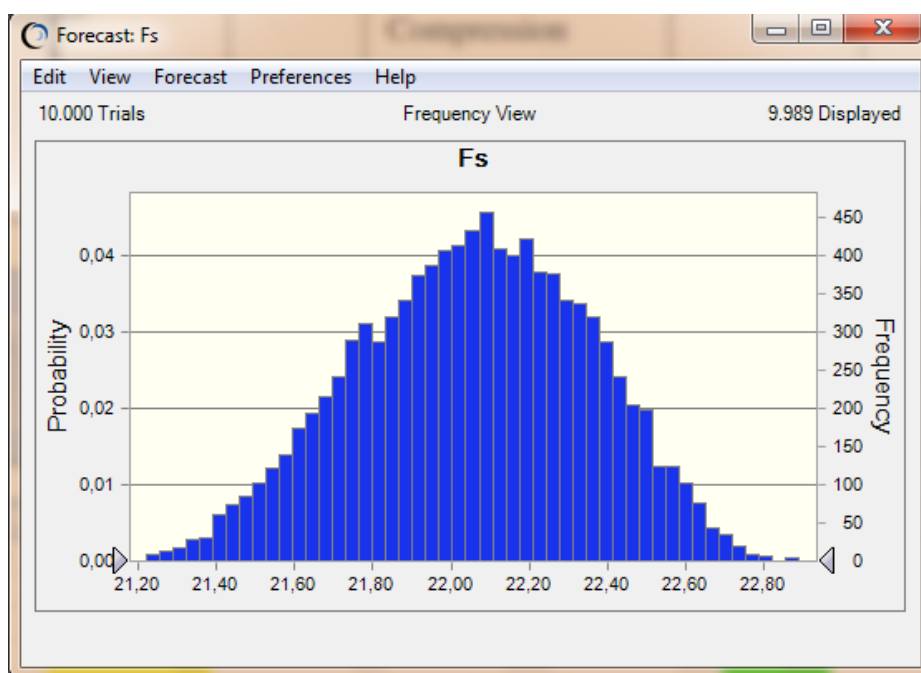 Compression
Forecast: Fs
Edit View Forecast Preferences Help
10.000 Trials Frequency View 9.989 Displayed
Fs
Probability
0,04
0,03
0,02
0,01
0,00
450
400
350
300
250
200
150
100
50
0
Frequency
21,20 21,40 21,60 21,80 22,00 22,20 22,40 22,60 22,80